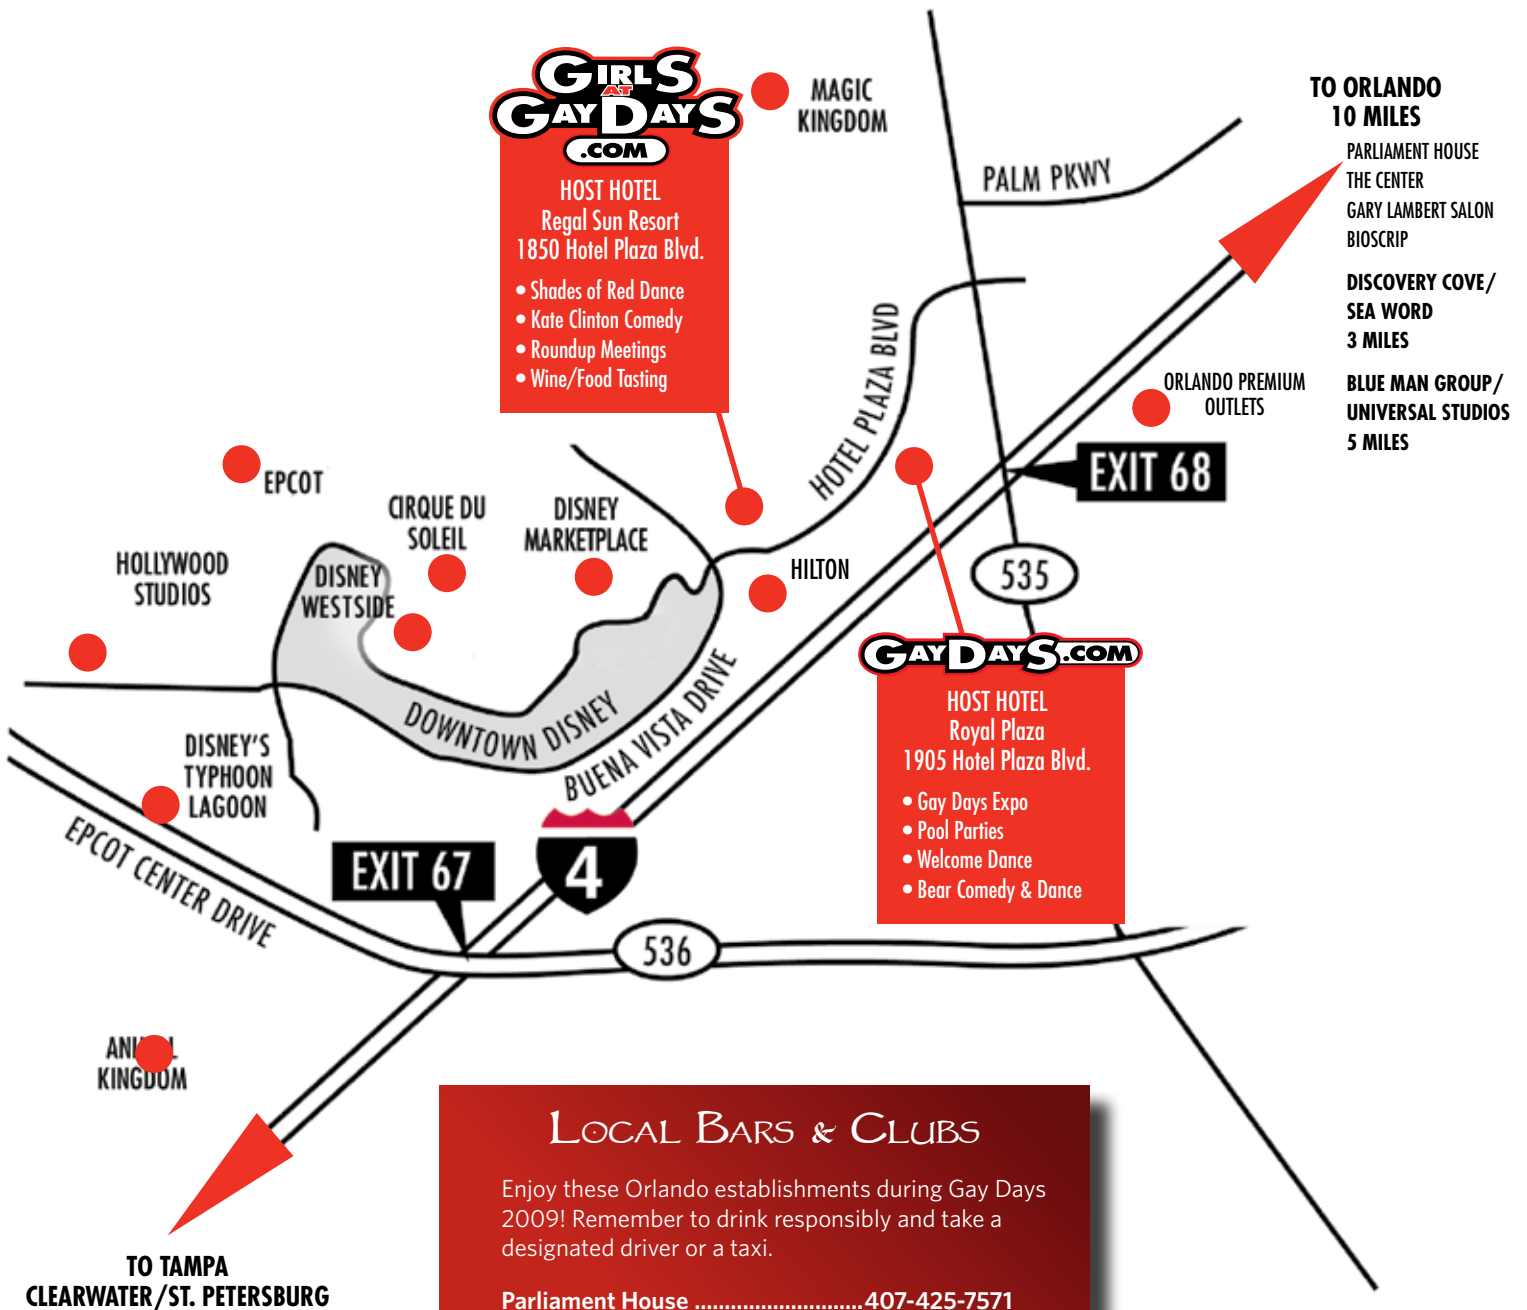 GIRLS
AT
GAY DAYS
.COM
HOST HOTEL
Regal Sun Resort
1850 Hotel Plaza Blvd.
• Shades of Red Dance
• Kate Clinton Comedy
• Roundup Meetings
• Wine/Food Tasting
MAGIC
KINGDOM
PALM PKWY
TO ORLANDO
10 MILES
PARLIAMENT HOUSE
THE CENTER
GARY LAMBERT SALON
BIOSCRIP
DISCOVERY COVE/
SEA WORD
3 MILES
BLUE MAN GROUP/
UNIVERSAL STUDIOS
5 MILES
HOTEL PLAZA BLVD
ORLANDO PREMIUM
OUTLETS
EXIT 68
EPCOT
CIRQUE DU
SOLEIL
DISNEY
MARKETPLACE
HOLLYWOOD
STUDIOS
DISNEY
WESTSIDE
HILTON
535
DOWNTOWN DISNEY
BUENA VISTA DRIVE
GAYDAYS.COM
HOST HOTEL
Royal Plaza
1905 Hotel Plaza Blvd.
• Gay Days Expo
• Pool Parties
• Welcome Dance
• Bear Comedy & Dance
DISNEY'S
TYPHOON
LAGOON
EPCOT CENTER DRIVE
EXIT 67
4
536
KINGDOM
TO TAMPA
CLEARWATER/ST. PETERSBURG
LOCAL BARS & CLUBS
Enjoy these Orlando establishments during Gay Days
2009! Remember to drink responsibly and take a
designated driver or a taxi.
Parliament House ............................407-425-7571